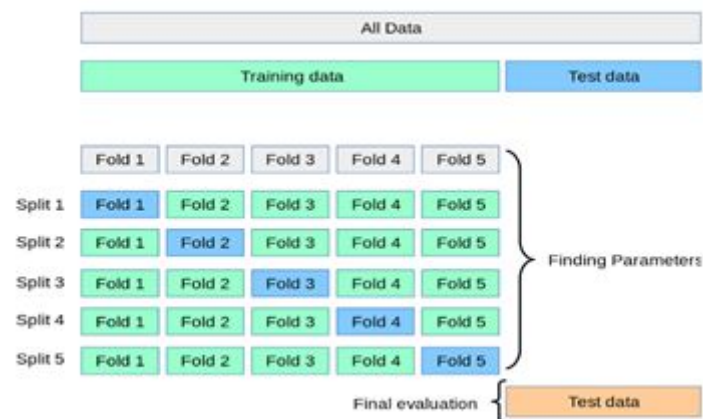 All Data
Training data Test data
Fold 1 Fold 2 Fold 3 Fold 4 Fold 5
Split 1 Fold 1 Fold 2 Fold 3 Fold 4 Fold 5
Split 2 Fold 1 Fold 2 Fold 3 Fold 4 Fold 5
Finding Parameters
Split 3 Fold 1 Fold 2 Fold 3 Fold 4 Fold 5
Split 4 Fold 1 Fold 2 Fold 3 Fold 4 Fold 5
Split 5 Fold 1 Fold 2 Fold 3 Fold 4 Fold 5
Final evaluation Test data